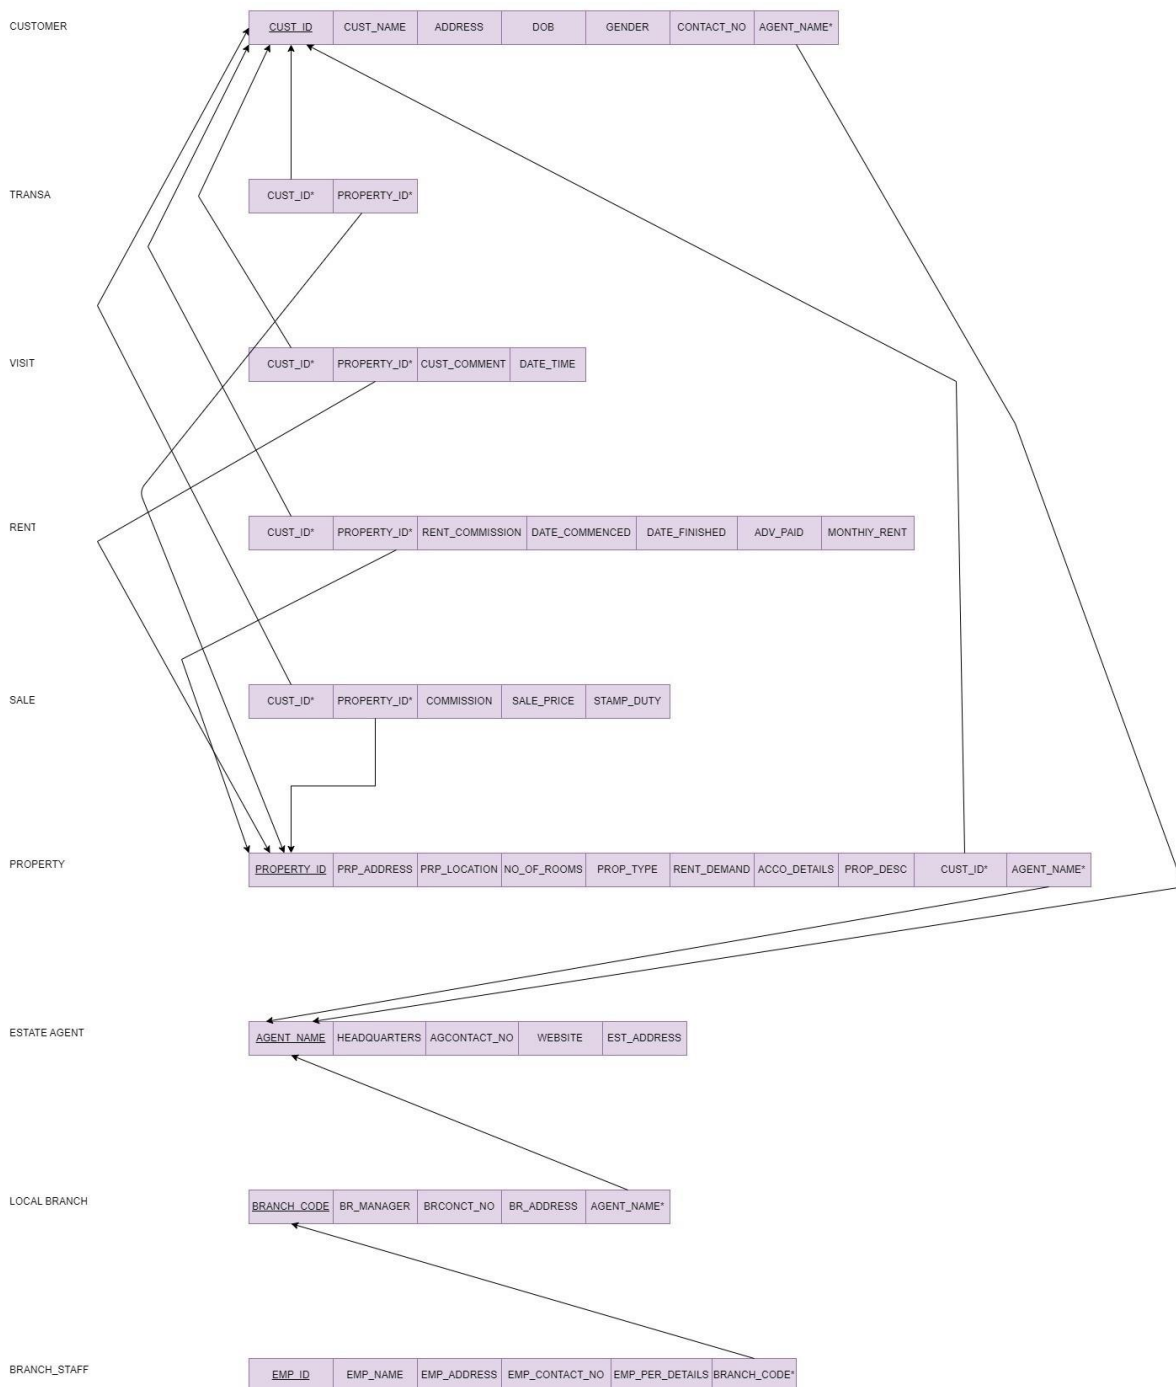 CUSTOMER CUST_ID CUST_NAME ADDRESS DOB GENDER CONTACT_NO AGENT_NAME*
TRANSA CUST_ID* PROPERTY_ID*
VISIT CUST_ID* PROPERTY_ID* CUST_COMMENT DATE_TIME
RENT CUST_ID* PROPERTY_ID* RENT_COMMISSION DATE_COMMENCED DATE_FINISHED ADV_PAID MONTHIY_RENT
SALE CUST_ID* PROPERTY_ID* COMMISSION SALE_PRICE STAMP_DUTY
PROPERTY PROPERTY_ID PRP_ADDRESS PRP_LOCATION NO_OF_ROOMS PROP_TYPE RENT_DEMAND ACCO_DETAILS PROP_DESC CUST_ID* AGENT_NAME*
ESTATE AGENT AGENT_NAME HEADQUARTERS AGCONTACT_NO WEBSITE EST_ADDRESS
LOCAL BRANCH BRANCH_CODE BR_MANAGER BRCONCT_NO BR_ADDRESS AGENT_NAME*
BRANCH_STAFF EMP_ID EMP_NAME EMP_ADDRESS EMP_CONTACT_NO EMP_PER_DETAILS BRANCH_CODE*